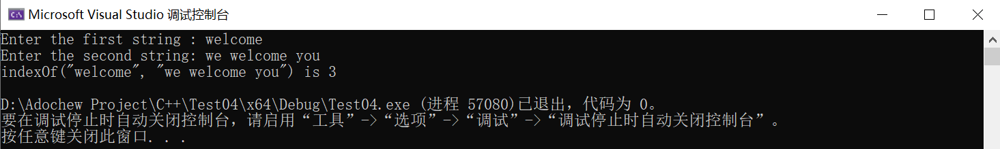 Microsoft Visual Studio 调试控制台
Enter the first string : welcome
Enter the second string: we welcome you
indexOf("welcome", "we welcome you") is 3
D:\Adochew Project\C++\Test04\x64\Debug\Test04.exe (进程 57080)已退出，代码为 0。
要在调试停止时自动关闭控制台，请启用“工具”->“选项”->“调试”->“调试停止时自动关闭控制台”。
按任意键关闭此窗口. . .